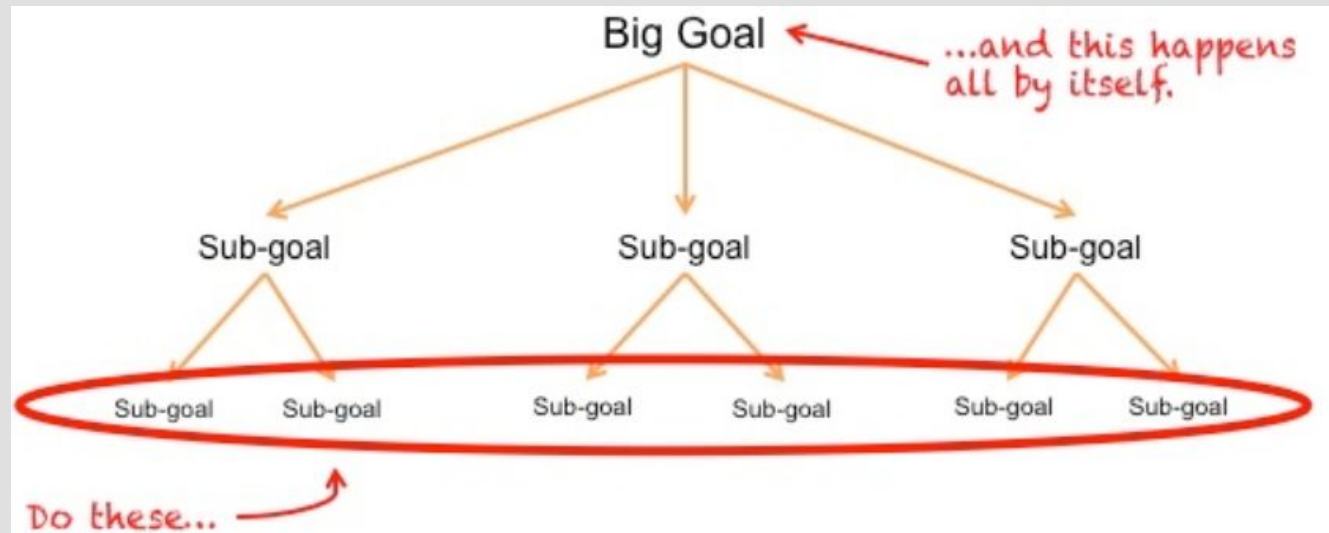 Big Goal
...and this happens
all by itself.
Sub-goal Sub-goal Sub-goal
Sub-goal Sub-goal Sub-goal Sub-goal Sub-goal Sub-goal
Do these...